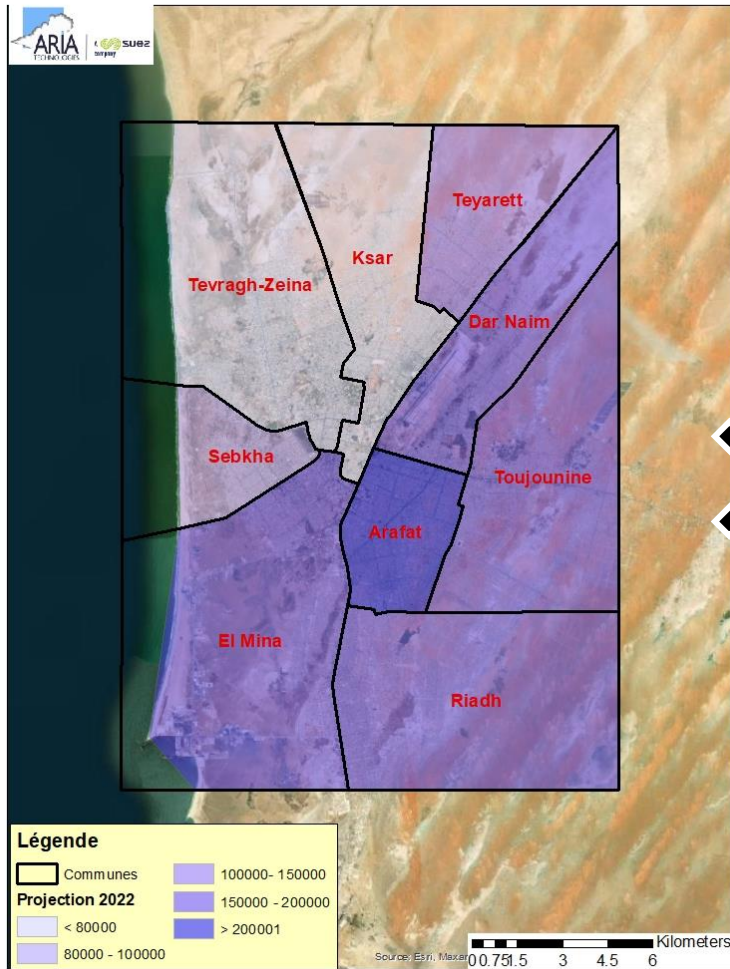 ARIA
TECHNOLOGIES
a
company
suez
Teyarett
Ksar
Tevragh-Zeina
Dar Naim
Sebkha
Toujounine
Arafat
El Mina
Riadh
Légende
Communes
Projection 2022
< 80000
80000 - 100000
100000- 150000
150000 - 200000
> 200001
Source: Esri, Maxar
Kilometers
0 0.75 1.5 3 4.5 6